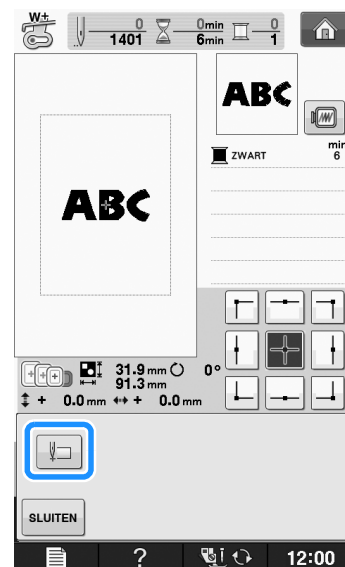 W+
0 0min 0
1401 6min 1
ABC
min
ZWART 6
ABC
31.9 mm 0°
91.3 mm
+ 0.0 mm + 0.0 mm
SLUITEN
? 12:00